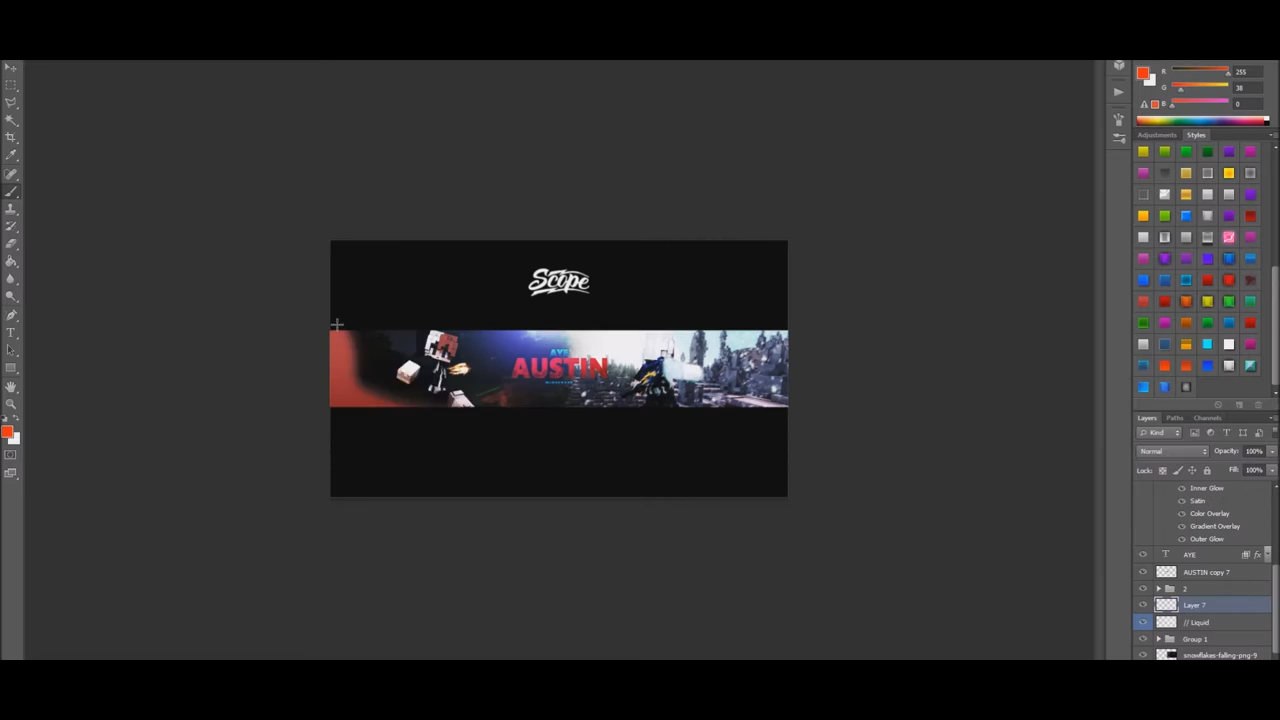 R 255
G 38
B 0
Adjustments Styles
Scope
AYE
AUSTIN
Layers Paths Channels
Kind
Normal Opacity: 100%
Lock: Fill: 100%
Inner Glow
Satin
Color Overlay
Gradient Overlay
Outer Glow
T AYE fx
AUSTIN copy 7
2
Layer 7
// Liquid
Group 1
snowflakes-falling-png-9